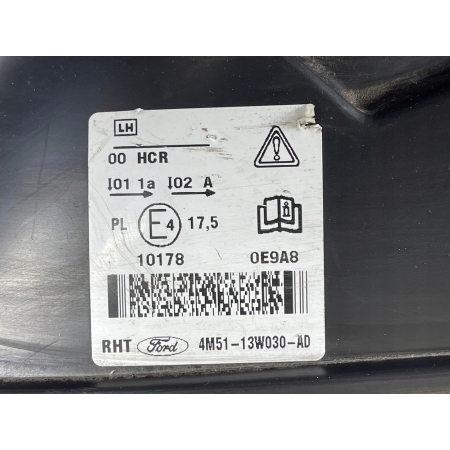 LH
00 HCR
I01 1a I02 A
PL E4 17,5
10178 0E9A8
RHT Ford 4M51-13W030-AD